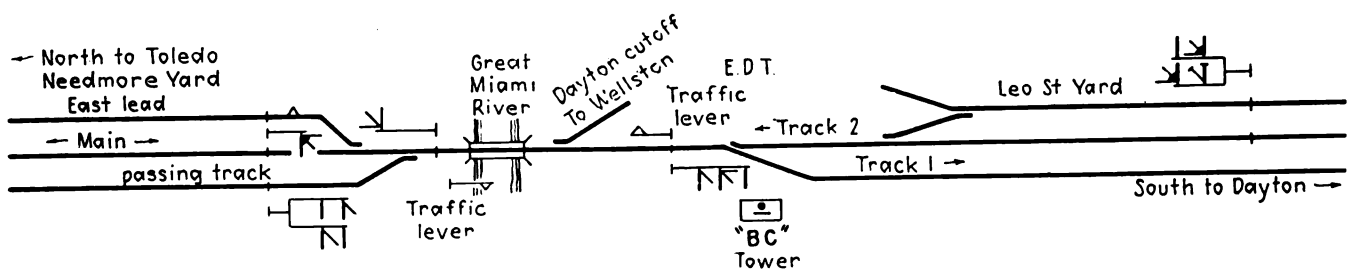 ← North to Toledo
Needmore Yard
East lead
← Main →
passing track
Great
Miami
River
Traffic
lever
Dayton cutoff
To Wellston
E.D.T.
Traffic
lever
← Track 2
Track 1 →
"BC"
Tower
Leo St Yard
South to Dayton →